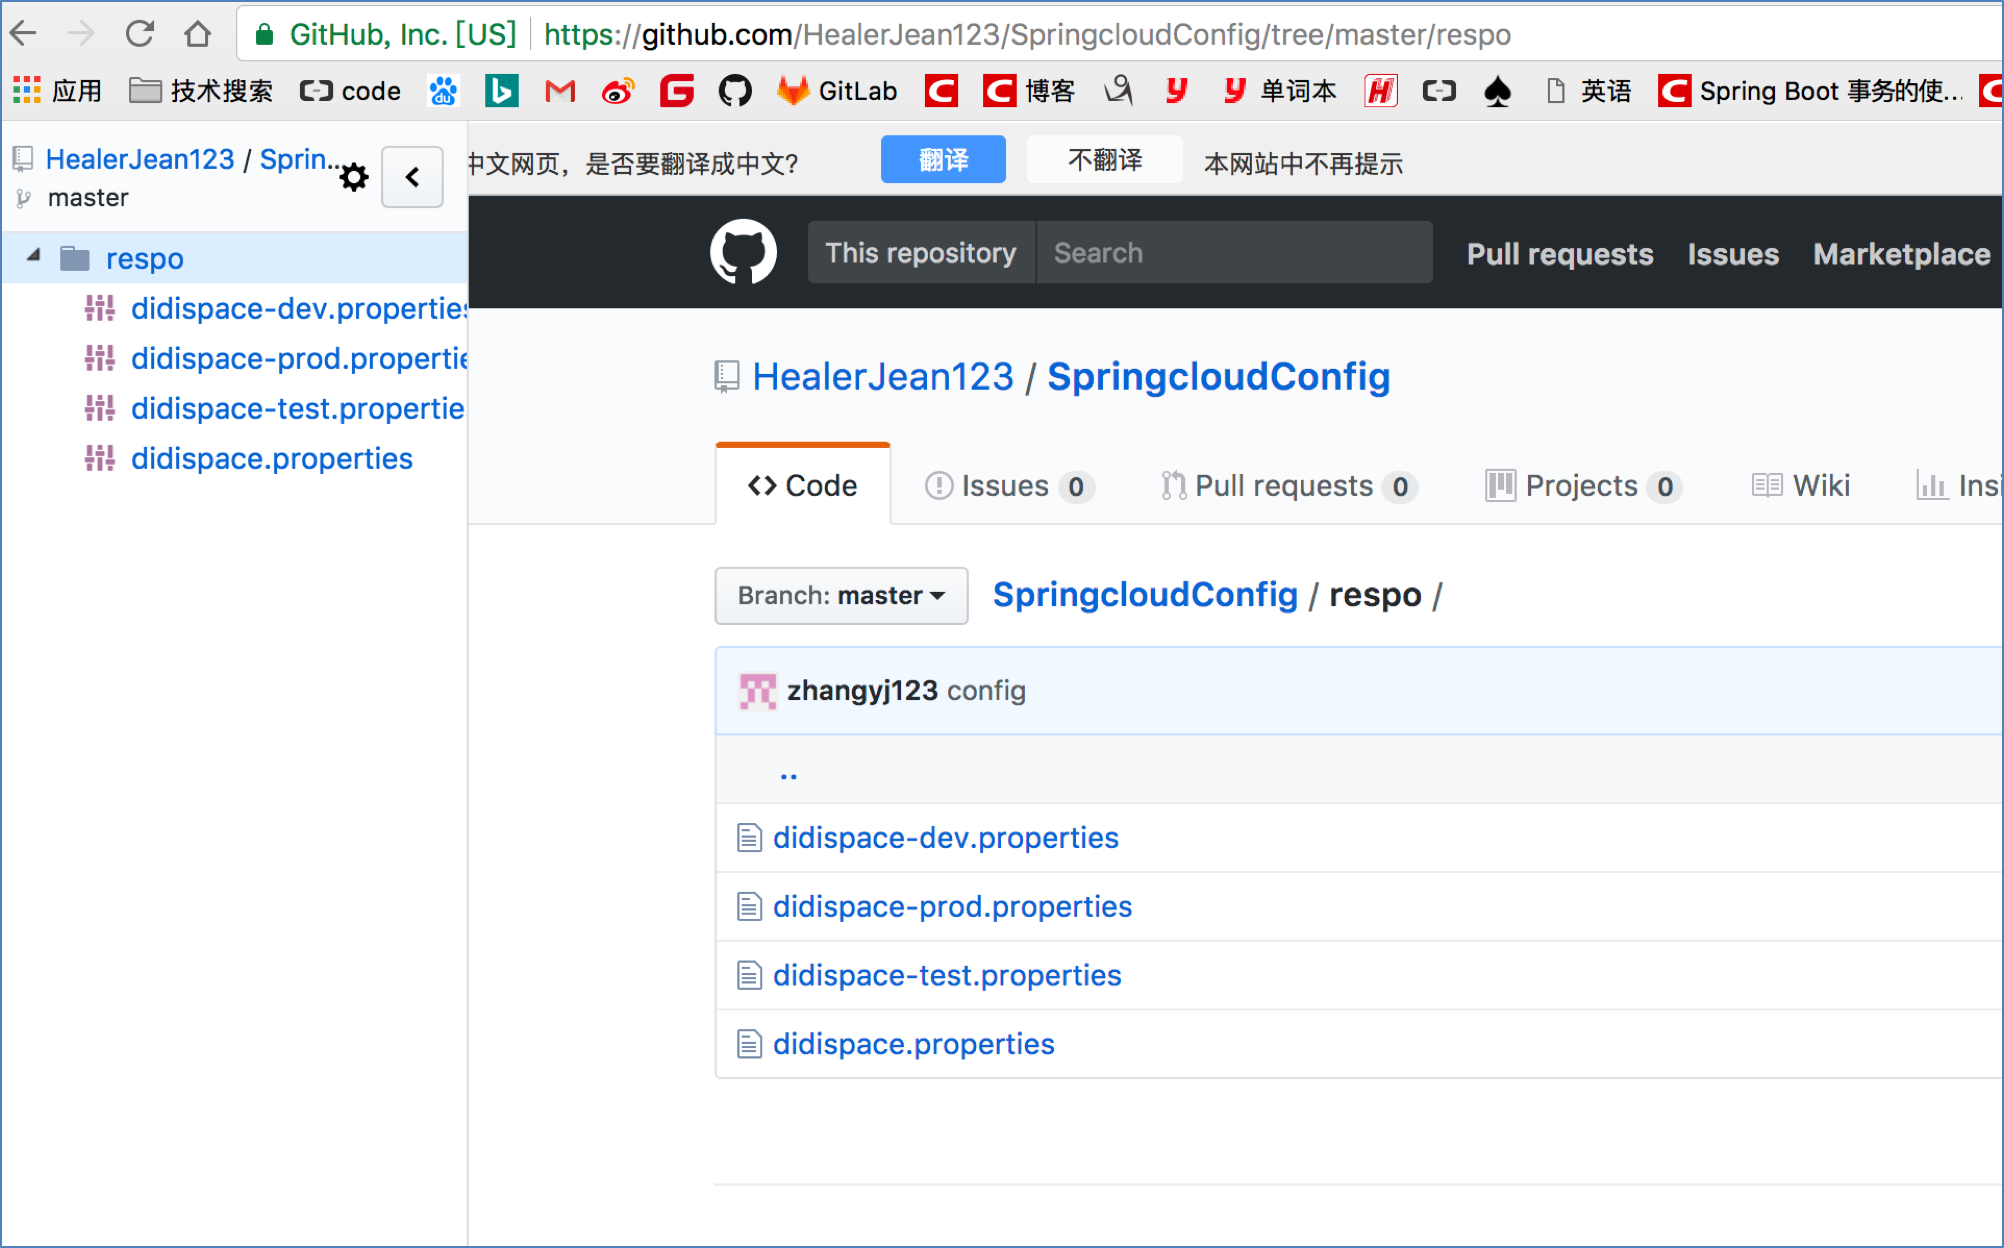 GitHub, Inc. [US] https://github.com/HealerJean123/SpringcloudConfig/tree/master/respo
应用 技术搜索 code GitLab 博客 单词本 英语 Spring Boot 事务的使...
HealerJean123 / Sprin...
master
respo
didispace-dev.properties
didispace-prod.propertie
didispace-test.propertie
didispace.properties
中文网页，是否要翻译成中文? 翻译 不翻译 本网站中不再提示
This repository Search Pull requests Issues Marketplace
HealerJean123 / SpringcloudConfig
Code Issues 0 Pull requests 0 Projects 0 Wiki Insi
Branch: master SpringcloudConfig / respo /
zhangyj123 config
..
didispace-dev.properties
didispace-prod.properties
didispace-test.properties
didispace.properties